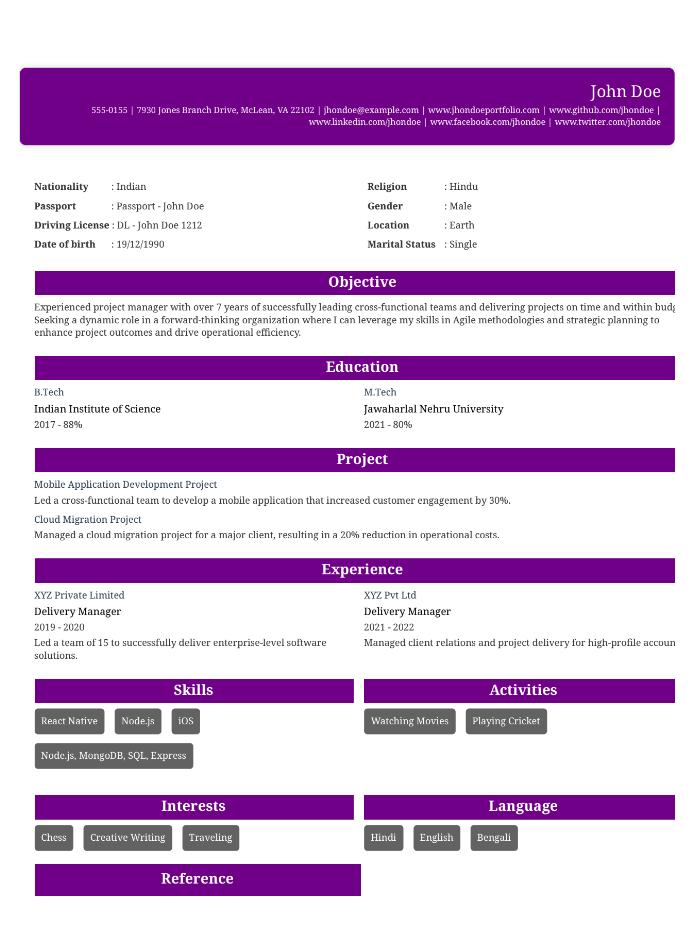 John Doe
555-0155 | 7930 Jones Branch Drive, McLean, VA 22102 | jhondoe@example.com | www.jhondoeportfolio.com | www.github.com/jhondoe |
www.linkedin.com/jhondoe | www.facebook.com/jhondoe | www.twitter.com/jhondoe
Nationality : Indian
Religion : Hindu
Passport : Passport - John Doe
Gender : Male
Driving License : DL - John Doe 1212
Location : Earth
Date of birth : 19/12/1990
Marital Status : Single
Objective
Experienced project manager with over 7 years of successfully leading cross-functional teams and delivering projects on time and within
Seeking a dynamic role in a forward-thinking organization where I can leverage my skills in Agile methodologies and strategic planning to
enhance project outcomes and drive operational efficiency.
Education
B.Tech
Indian Institute of Science
2017 - 88%
M.Tech
Jawaharlal Nehru University
2021 - 80%
Project
Mobile Application Development Project
Led a cross-functional team to develop a mobile application that increased customer engagement by 30%.
Cloud Migration Project
Managed a cloud migration project for a major client, resulting in a 20% reduction in operational costs.
Experience
XYZ Private Limited
Delivery Manager
2019 - 2020
Led a team of 15 to successfully deliver enterprise-level software
solutions.
XYZ Pvt Ltd
Delivery Manager
2021 - 2022
Managed client relations and project delivery for high-profile
Skills
React Native
Node.js
iOS
Node.js, MongoDB, SQL, Express
Activities
Watching Movies
Playing Cricket
Interests
Chess
Creative Writing
Traveling
Language
Hindi
English
Bengali
Reference